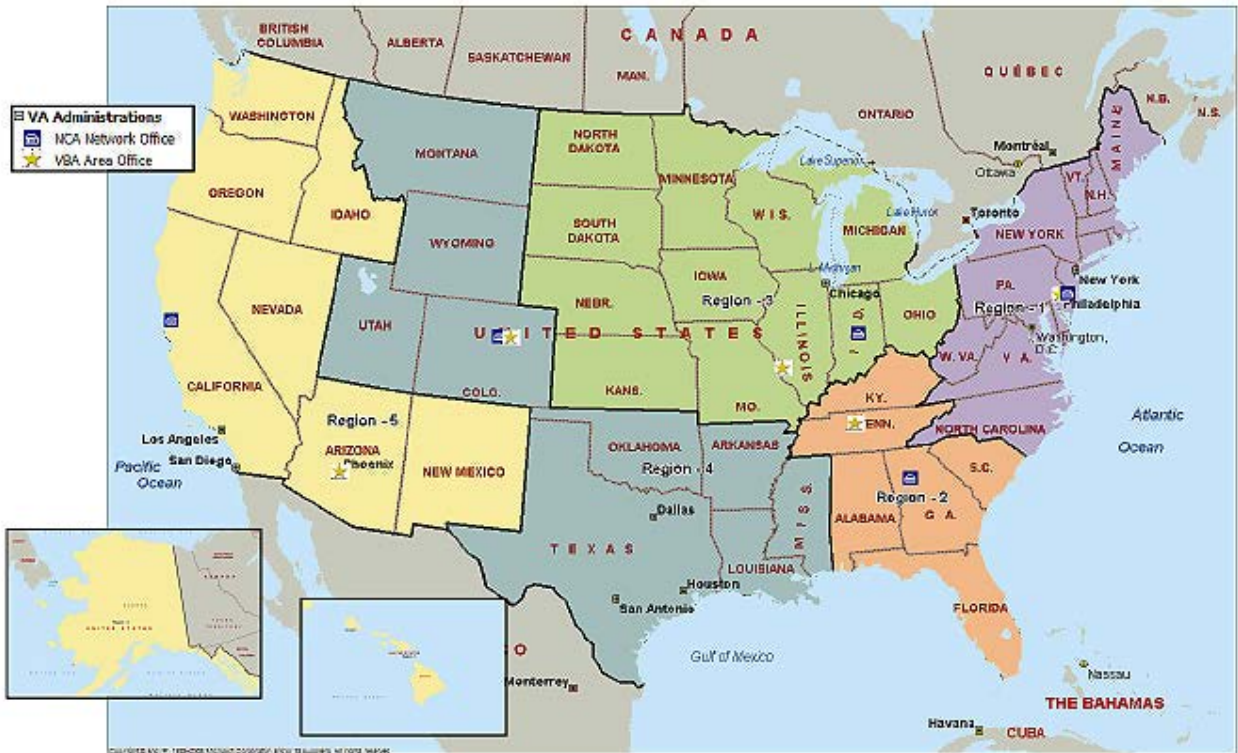 BRITISH
COLUMBIA
ALBERTA
SASKATCHEWAN
MAN.
CANADA
ONTARIO
QUÉBEC
N.B.
N.S.
VA Administrations
NCA Network Office
VBA Area Office
WASHINGTON
OREGON
IDAHO
MONTANA
WYOMING
NEVADA
UTAH
CALIFORNIA
COLO.
UNITED STATES
NORTH
DAKOTA
SOUTH
DAKOTA
NEBR.
KANS.
MINNESOTA
IOWA
Region - 3
MO.
WIS.
ILLINOIS
MICHIGAN
Lake Superior
Lake Huron
L. Michigan
Chicago
OHIO
Montréal
Ottawa
Toronto
MAINE
VT.
N.H.
NEW YORK
PA.
New York
Philadelphia
Region - 1
Washington,
D.C.
W. VA.
V A.
NORTH CAROLINA
KY.
ENN.
S.C.
Region - 2
ALABAMA
G A.
FLORIDA
Region - 5
ARIZONA
Phoenix
NEW MEXICO
Los Angeles
San Diego
Pacific
Ocean
OKLAHOMA
ARKANSAS
Region - 4
Dallas
TEXAS
MISS.
LOUISIANA
Houston
San Antonio
Monterrey
CO
Gulf of Mexico
Atlantic
Ocean
Nassau
THE BAHAMAS
Havana
CUBA
UNITED STATES